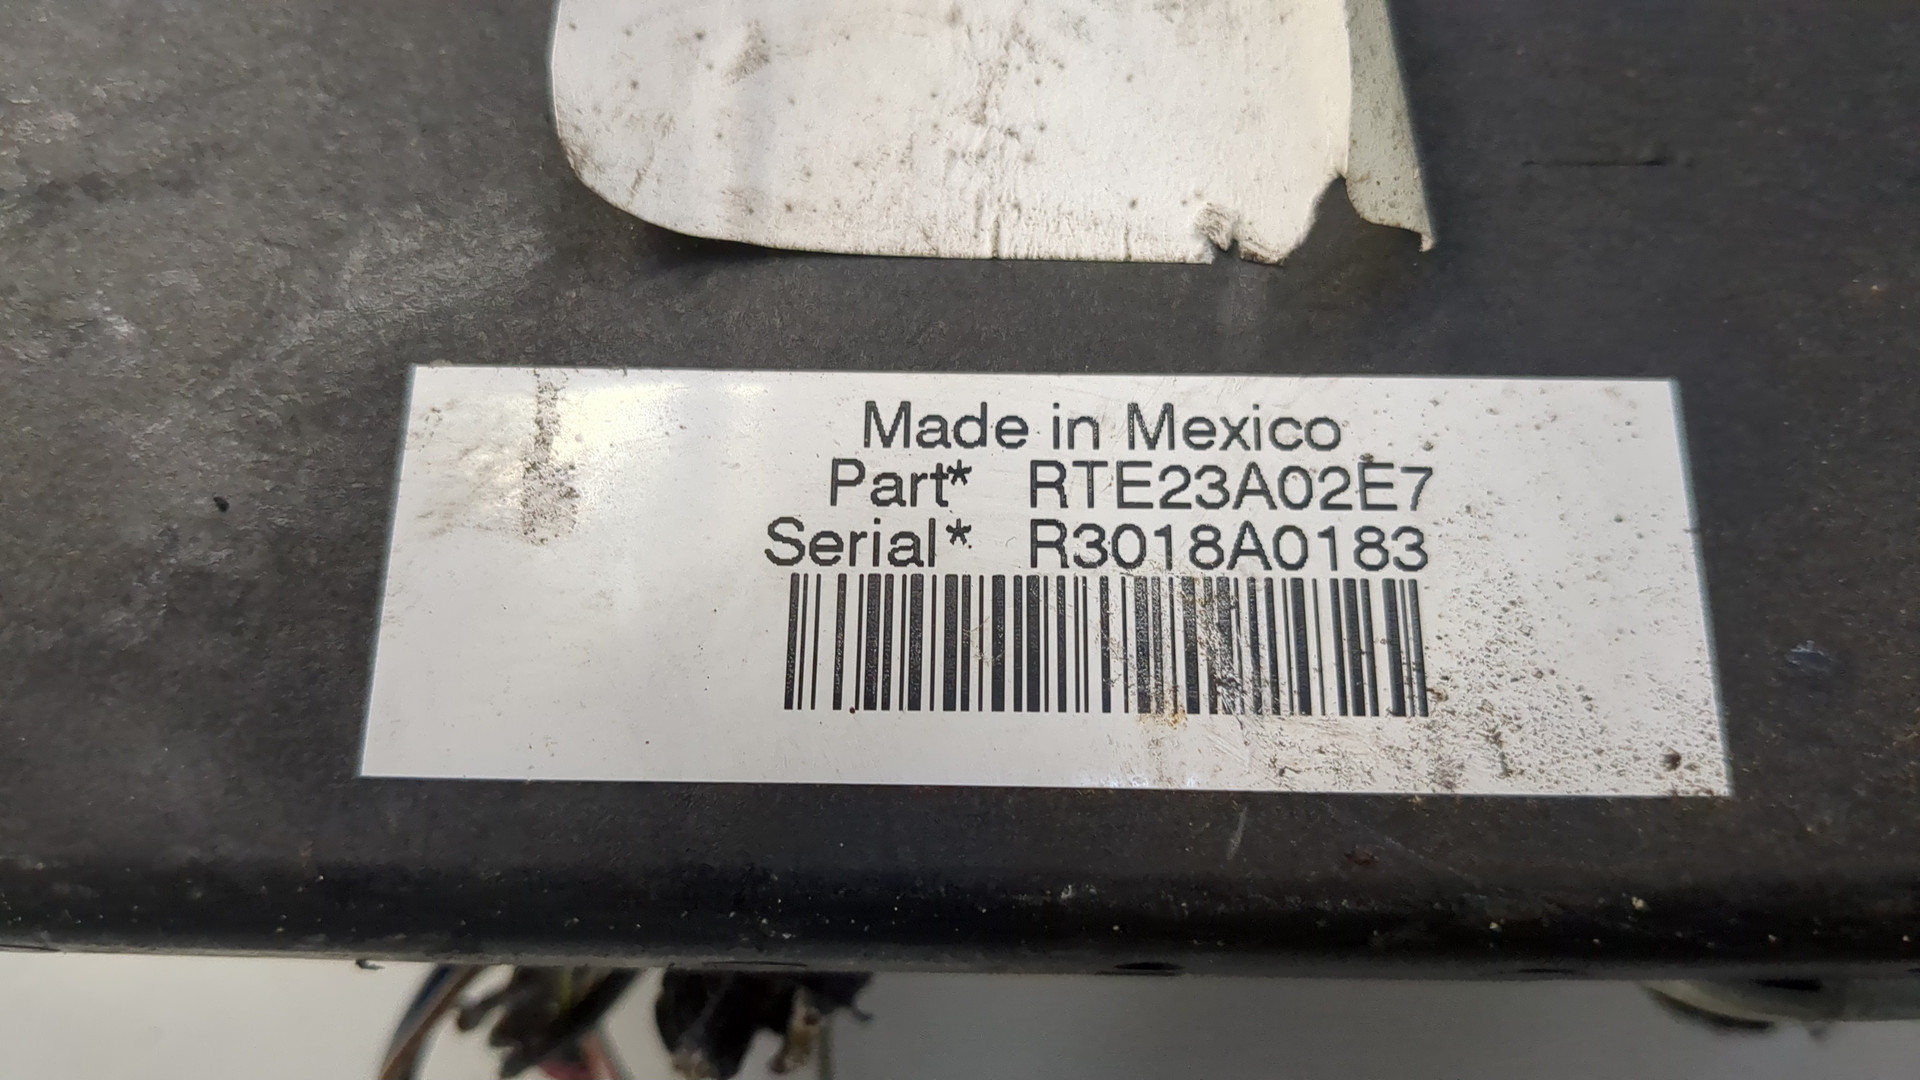 Made in Mexico
Part* RTE23A02E7
Serial* R3018A0183